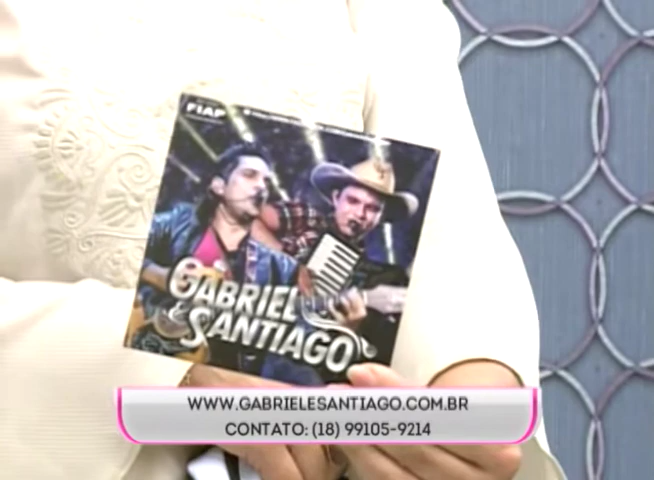 FIAP
GABRIEL
& SANTIAGO
WWW.GABRIELESANTIAGO.COM.BR
CONTATO: (18) 99105-9214